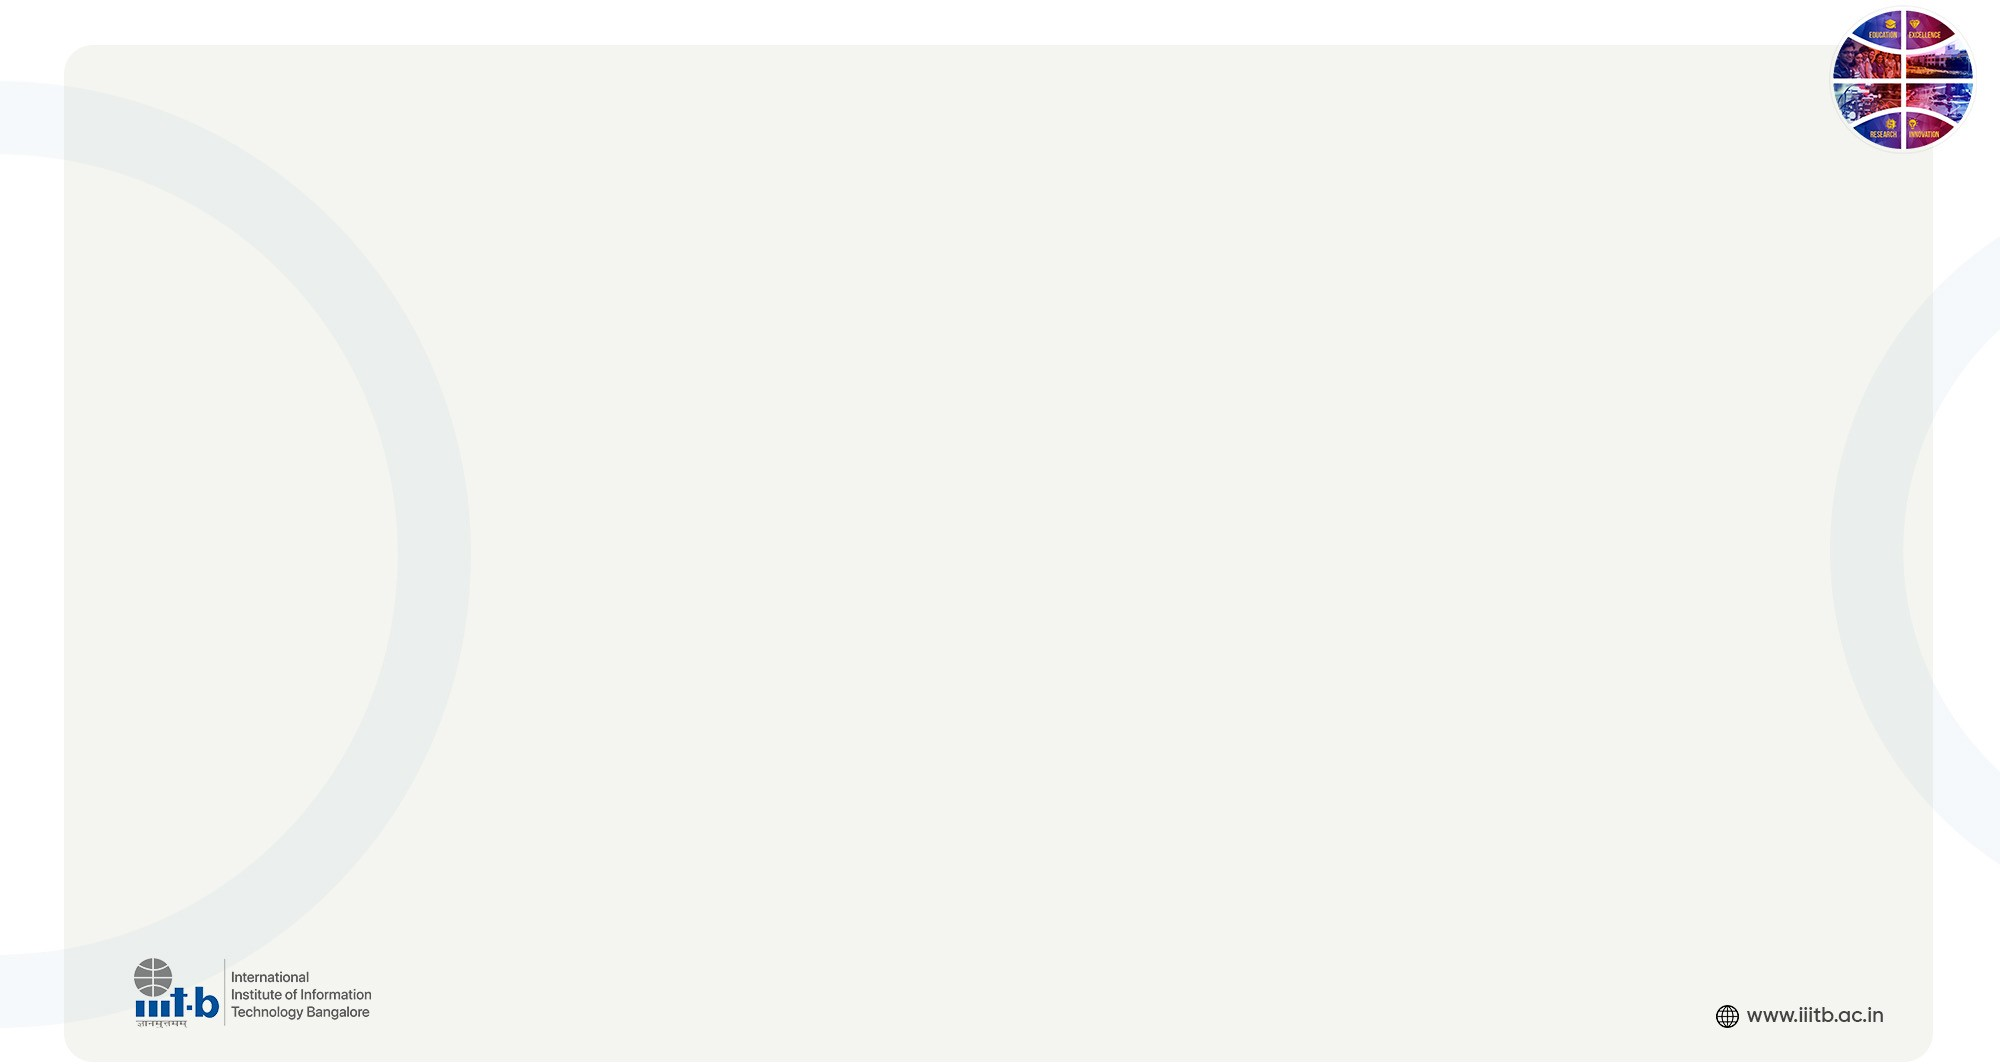 EDUCATION EXCELLENCE
RESEARCH INNOVATION
iiit-b
ज्ञानमुत्तमम्
International
Institute of Information
Technology Bangalore
www.iiitb.ac.in